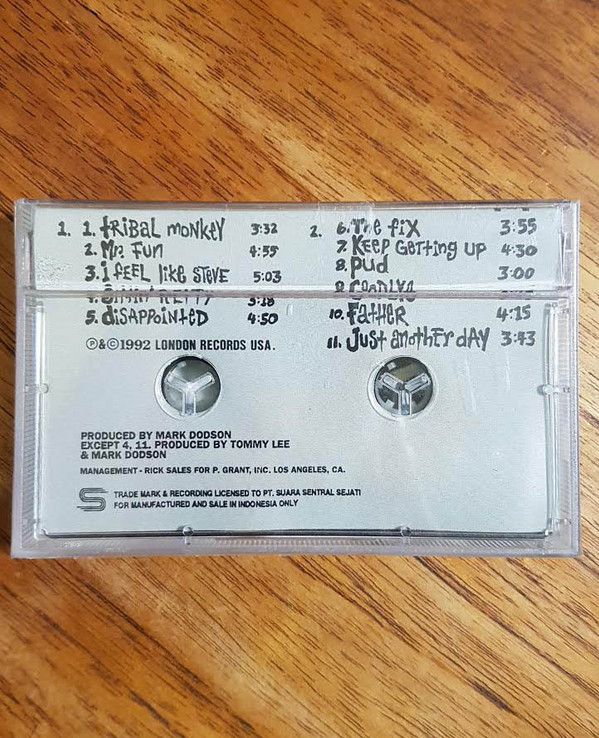 1.
1. tRiBal monkEY 3:32
2. MR. Fun 4:55
3. I fEEL like StEVE 5:03
4. 3:18
5. diSAPPointeD 4:50
℗&©1992 LONDON RECORDS USA.
2.
6. The fiX 3:55
7. KEEP GETTING UP 4:30
8. Pud 3:00
9.
10. FatHER 4:15
11. Just anothEr dAY 3:43
PRODUCED BY MARK DODSON
EXCEPT 4, 11. PRODUCED BY TOMMY LEE
& MARK DODSON
MANAGEMENT - RICK SALES FOR P. GRANT, INC. LOS ANGELES, CA.
TRADE MARK & RECORDING LICENSED TO PT. SUARA SENTRAL SEJATI
FOR MANUFACTURED AND SALE IN INDONESIA ONLY